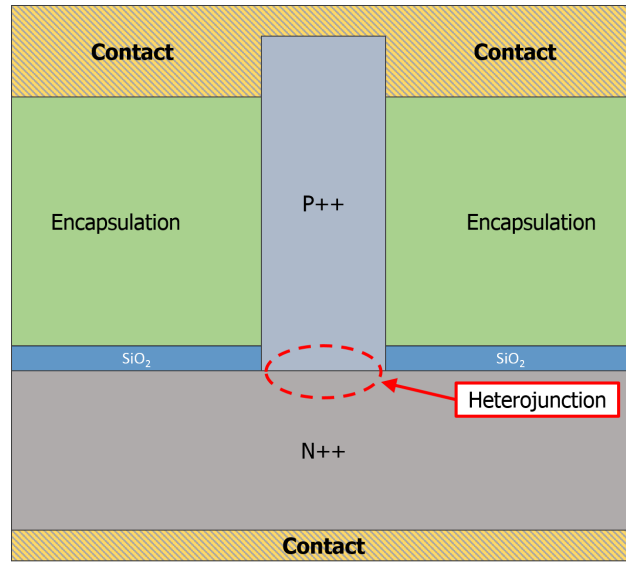 Contact
Contact
P++
Encapsulation
Encapsulation
SiO₂
SiO₂
Heterojunction
N++
Contact